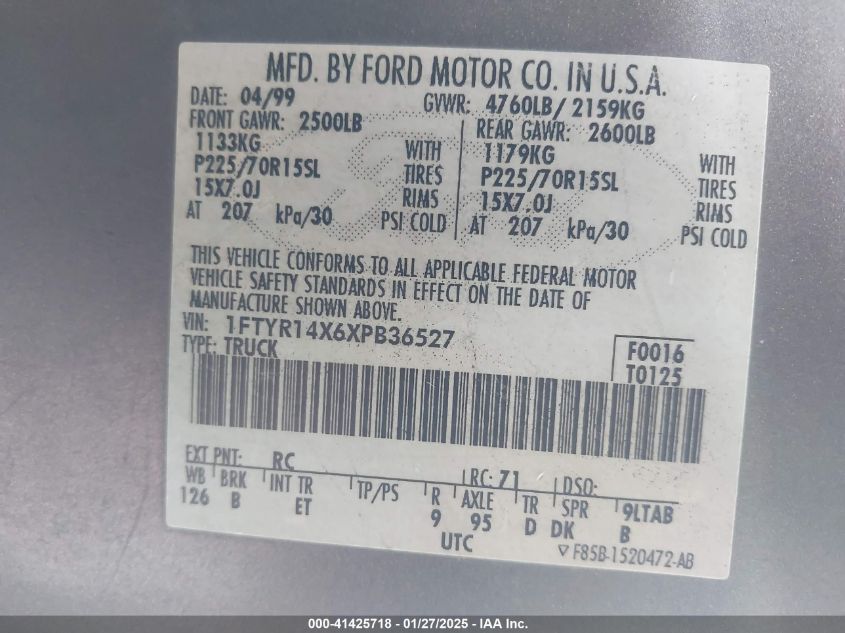 MFD. BY FORD MOTOR CO. IN U.S.A.
DATE: 04/99 GVWR: 4760LB/ 2159KG
FRONT GAWR: 2500LB REAR GAWR: 2600LB
1133KG WITH 1179KG WITH
P225/70R15SL TIRES P225/70R15SL TIRES
15X7.0J RIMS 15X7.0J RIMS
AT 207 kPa/30 PSI COLD AT 207 kPa/30 PSI COLD
THIS VEHICLE CONFORMS TO ALL APPLICABLE FEDERAL MOTOR
VEHICLE SAFETY STANDARDS IN EFFECT ON THE DATE OF
MANUFACTURE SHOWN ABOVE.
VIN: 1FTYR14X6XPB36527
TYPE: TRUCK F0016
T0125
EXT PNT: RC RC: 71 DSO:
WB BRK INT TR TP/PS R AXLE TR SPR 9LTAB
126 B ET 9 95 D DK B
UTC ▽ F85B-1520472-AB
000-41425718 - 01/27/2025 - IAA Inc.